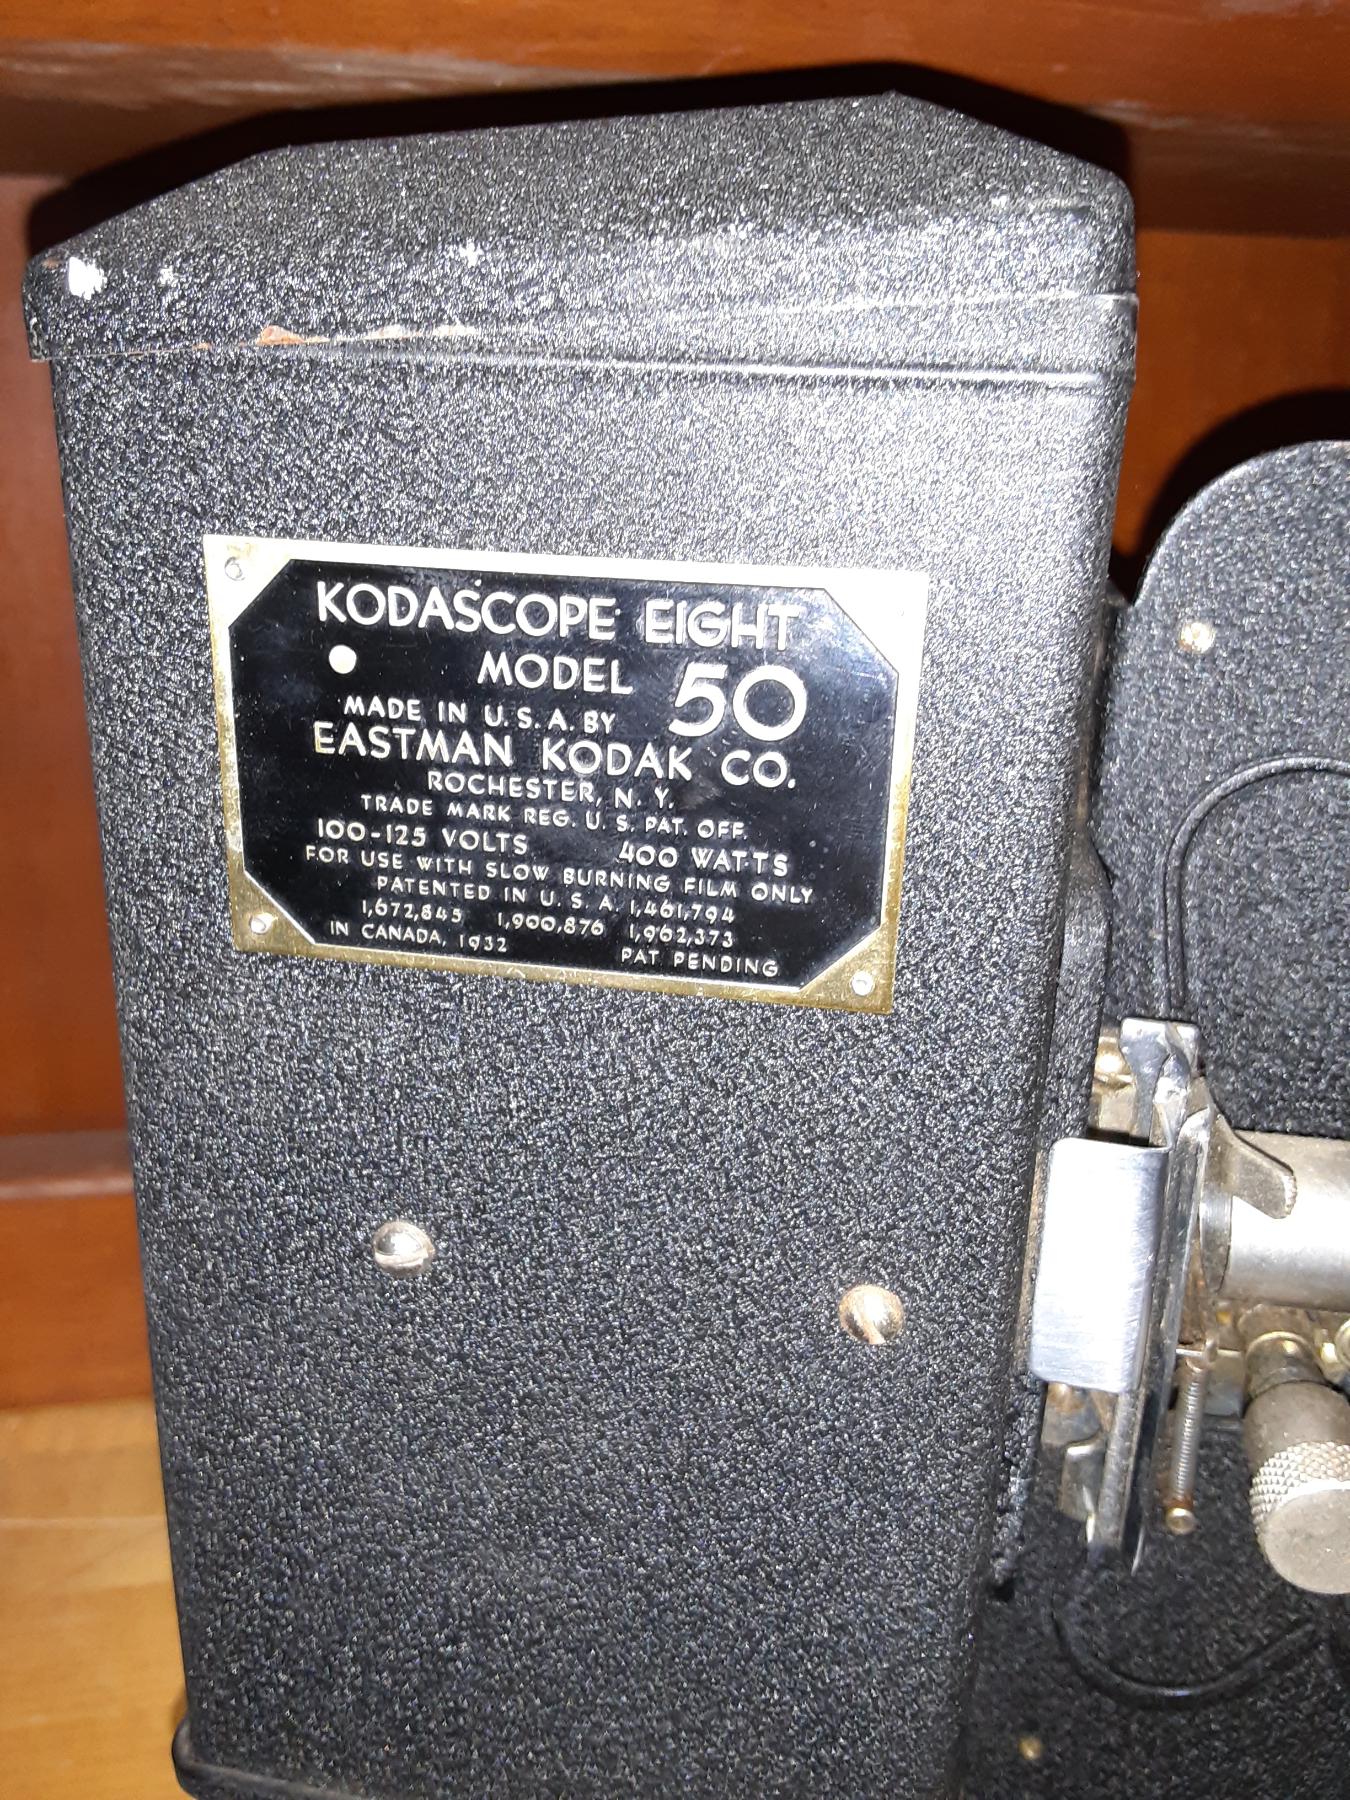 KODASCOPE EIGHT
MODEL 50
MADE IN U.S.A. BY
EASTMAN KODAK CO.
ROCHESTER, N.Y.
TRADE MARK REG. U.S. PAT. OFF.
100-125 VOLTS 400 WATTS
FOR USE WITH SLOW BURNING FILM ONLY
PATENTED IN U.S.A. 1,461,794
1,672,845 1,900,876 1,962,373
IN CANADA, 1932 PAT. PENDING